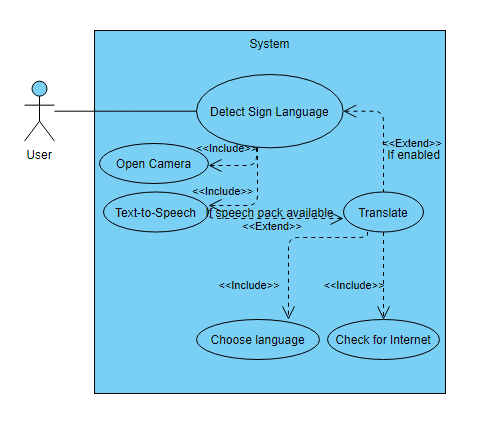 System
Detect Sign Language
User
<<Include>>
<<Extend>>
If enabled
Open Camera
<<Include>>
Text-to-Speech
If speech pack available
<<Extend>>
Translate
<<Include>>
<<Include>>
Choose language
Check for Internet